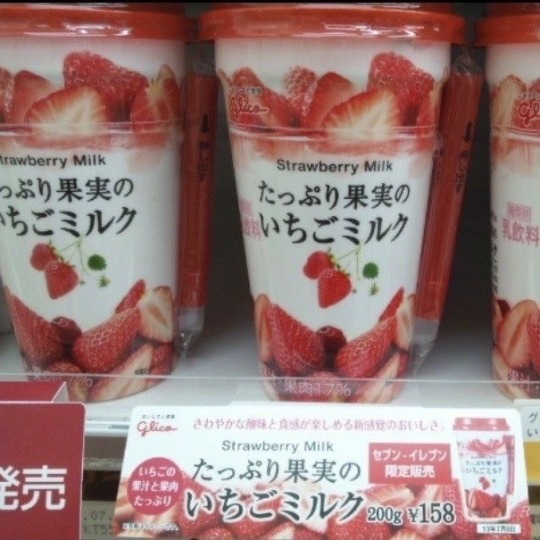 Glico
Strawberry Milk
たっぷり果実の
いちごミルク
果肉17%
Strawberry Milk
たっぷり果実の
いちごミルク
乳飲料
発売
Glico
さわやかな酸味と食感が楽しめる新感覚のおいしさ。
Strawberry Milk
いちごの
果汁と果肉
たっぷり
たっぷり果実の
いちごミルク
200g ¥158
セブン-イレブン
限定販売